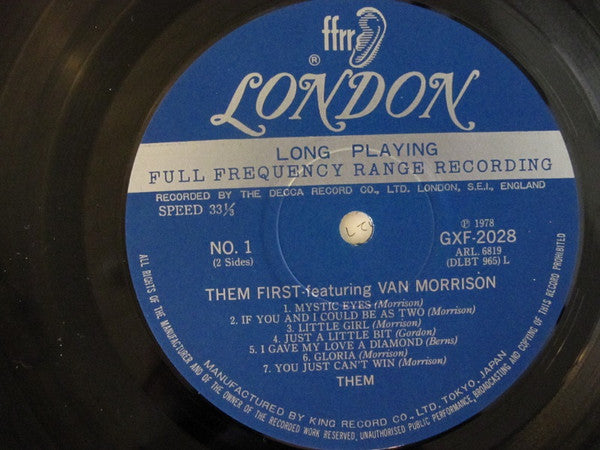 ffrr
®
LONDON
LONG PLAYING
FULL FREQUENCY RANGE RECORDING
RECORDED BY THE DECCA RECORD CO., LTD. LONDON, S.E.I., ENGLAND
SPEED 33⅓
NO. 1
(2 Sides)
Ⓟ 1978
GXF-2028
ARL. 6819
(DLBT 965) L
THEM FIRST-featuring VAN MORRISON
1. MYSTIC EYES (Morrison)
2. IF YOU AND I COULD BE AS TWO (Morrison)
3. LITTLE GIRL (Morrison)
4. JUST A LITTLE BIT (Gordon)
5. I GAVE MY LOVE A DIAMOND (Berns)
6. GLORIA (Morrison)
7. YOU JUST CAN'T WIN (Morrison)
THEM
MANUFACTURED BY KING RECORD CO., LTD. TOKYO, JAPAN
ALL RIGHTS OF THE MANUFACTURER AND OF THE OWNER OF THE RECORDED WORK RESERVED, UNAUTHORISED PUBLIC PERFORMANCE, BROADCASTING AND COPYING OF THIS RECORD PROHIBITED